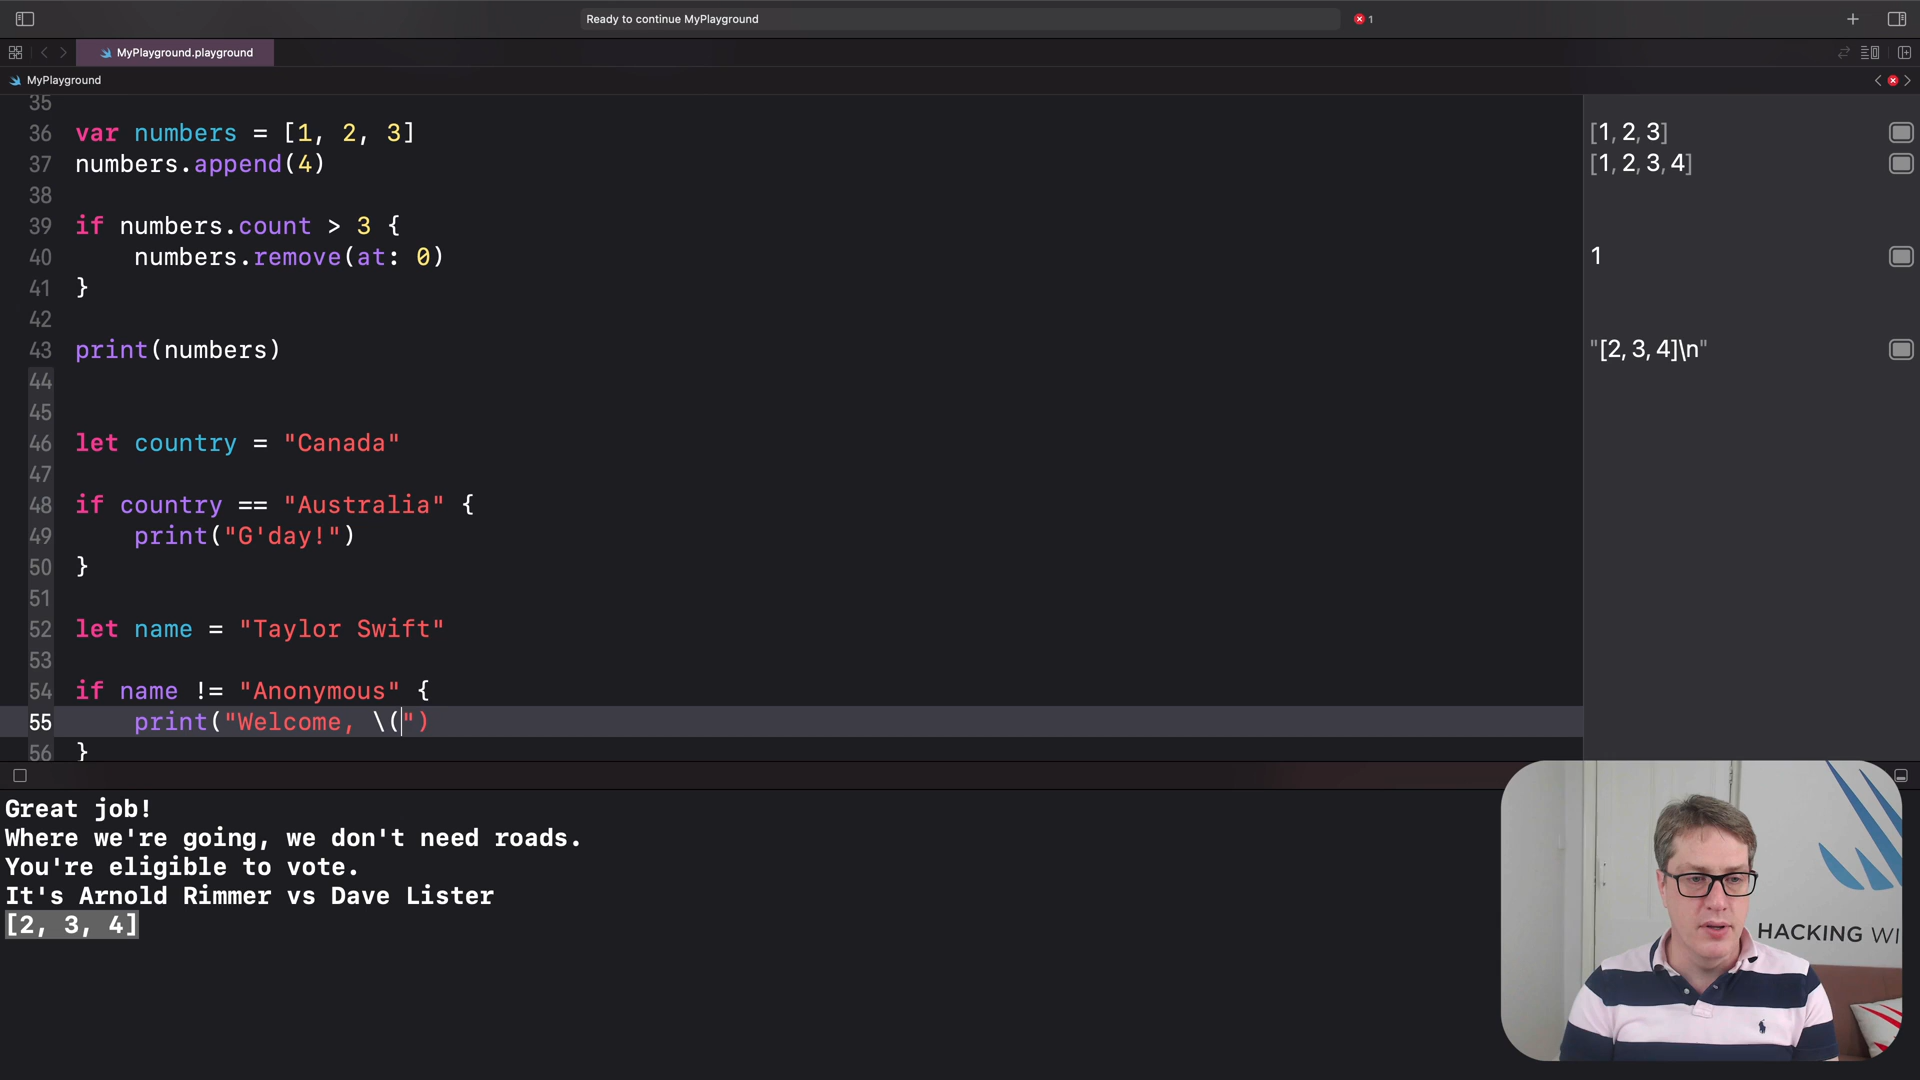 Ready to continue MyPlayground
1
MyPlayground.playground
MyPlayground
35
36 var numbers = [1, 2, 3]
[1, 2, 3]
37 numbers.append(4)
[1, 2, 3, 4]
38
39 if numbers.count > 3 {
40 numbers.remove(at: 0)
1
41 }
42
43 print(numbers)
"[2, 3, 4]\n"
44
45
46 let country = "Canada"
47
48 if country == "Australia" {
49 print("G'day!")
50 }
51
52 let name = "Taylor Swift"
53
54 if name != "Anonymous" {
55 print("Welcome, \(")
56 }
Great job!
Where we're going, we don't need roads.
You're eligible to vote.
It's Arnold Rimmer vs Dave Lister
[2, 3, 4]
HACKING WI